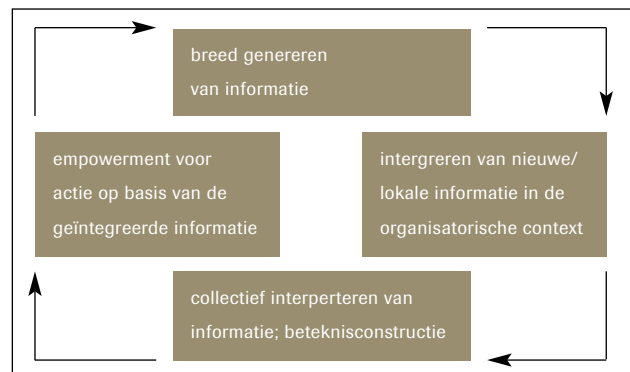 breed genereren
van informatie
empowerment voor
actie op basis van de
geïntegreerde informatie
intergreren van nieuwe/
lokale informatie in de
organisatorische context
collectief interperteren van
informatie; beteknisconstructie